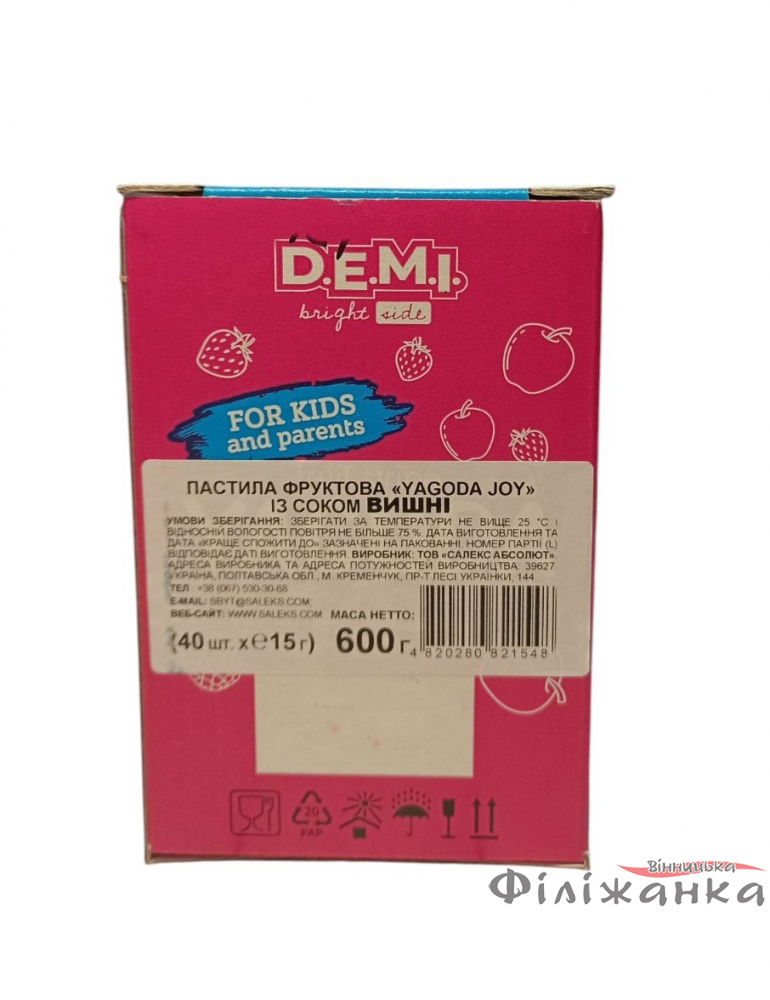 D.E.M.I.
bright side
FOR KIDS
and parents
ПАСТИЛА ФРУКТОВА «YAGODA JOY»
ІЗ СОКОМ ВИШНІ
УМОВИ ЗБЕРІГАННЯ: ЗБЕРІГАТИ ЗА ТЕМПЕРАТУРИ НЕ ВИЩЕ 25 °С І
ВІДНОСНІЙ ВОЛОГОСТІ ПОВІТРЯ НЕ БІЛЬШЕ 75 %. ДАТА ВИГОТОВЛЕННЯ ТА
ДАТА «КРАЩЕ СПОЖИТИ ДО» ЗАЗНАЧЕНІ НА ПАКОВАННІ. НОМЕР ПАРТІЇ (L)
ВІДПОВІДАЄ ДАТІ ВИГОТОВЛЕННЯ. ВИРОБНИК: ТОВ «САЛЕКС АБСОЛЮТ».
АДРЕСА ВИРОБНИКА ТА АДРЕСА ПОТУЖНОСТЕЙ ВИРОБНИЦТВА: 39627
УКРАЇНА, ПОЛТАВСЬКА ОБЛ., М. КРЕМЕНЧУК, ПР-Т ЛЕСІ УКРАЇНКИ, 144
ТЕЛ +38 (067) 530-30-88
E-MAIL: SBYT@SALEKS.COM
ВЕБ-САЙТ: WWW.SALEKS.COM
МАСА НЕТТО:
(40 шт. x ℮ 15 г) 600 г.
4 820280 821548
20
PAP
Вінницька
Філіжанка